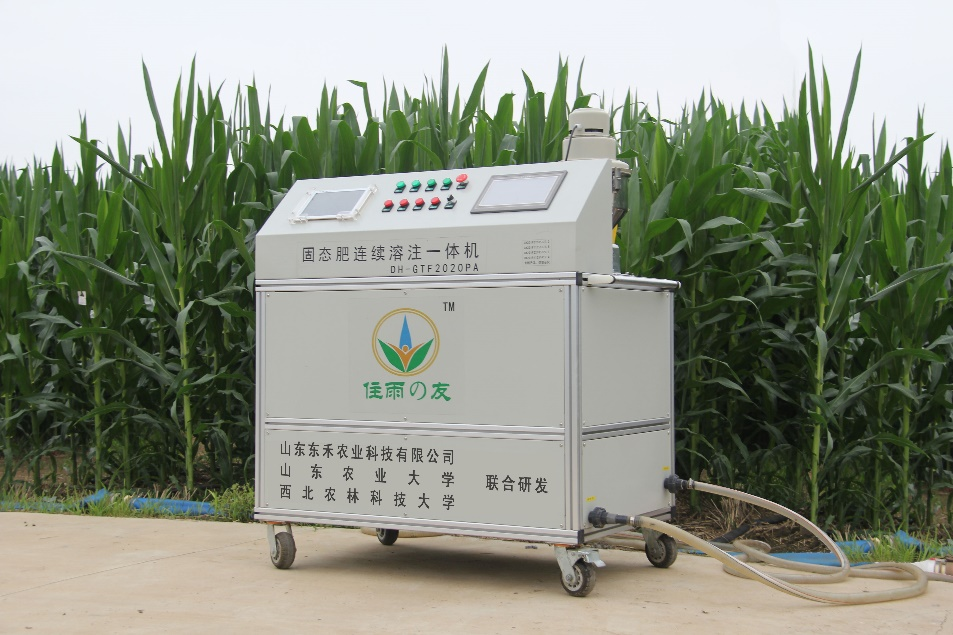 固态肥连续溶注一体机
DH-GTF2020PA
TM
住雨の友
山东东禾农业科技有限公司
山东农业大学 联合研发
西北农林科技大学